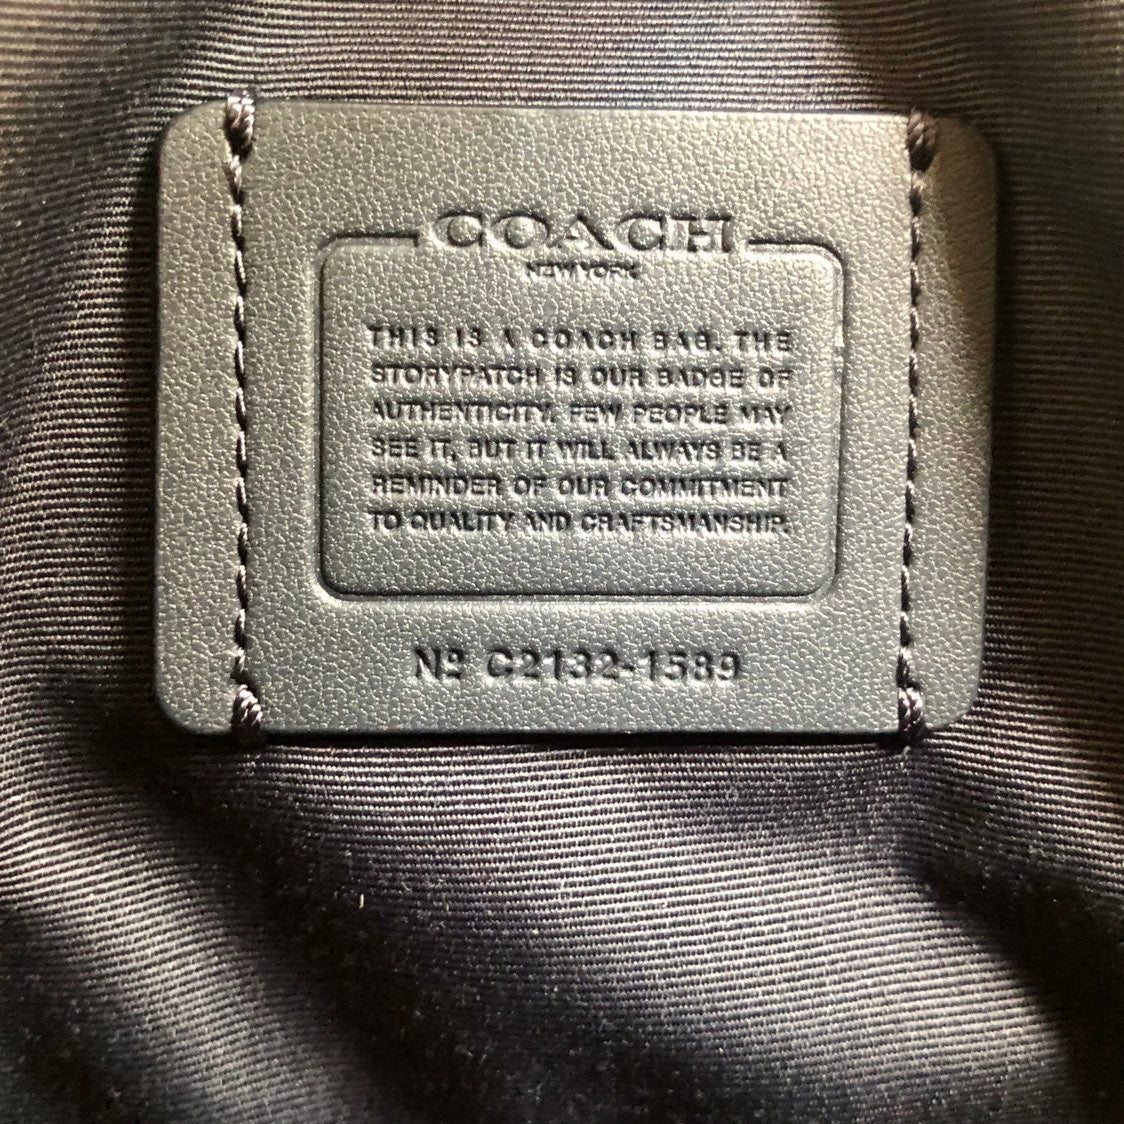 COACH
NEW YORK
THIS IS A COACH BAG. THE
STORYPATCH IS OUR BADGE OF
AUTHENTICITY. FEW PEOPLE MAY
SEE IT, BUT IT WILL ALWAYS BE A
REMINDER OF OUR COMMITMENT
TO QUALITY AND CRAFTSMANSHIP.
Nº C2132-1589